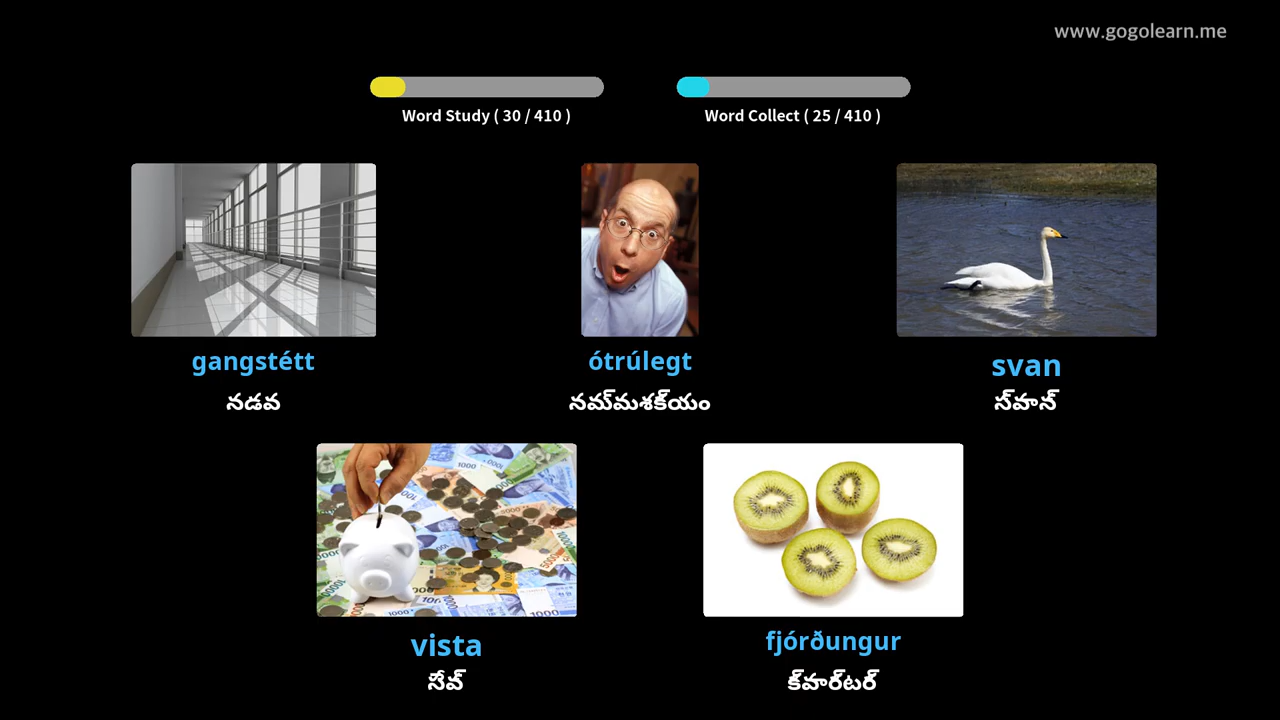 www.gogolearn.me
Word Study ( 30 / 410 )
Word Collect ( 25 / 410 )
gangstétt
ótrúlegt
svan
నడవ
నమ్మశక్యం
స్వాన్
vista
fjórðungur
సేవ్
క్వార్టర్